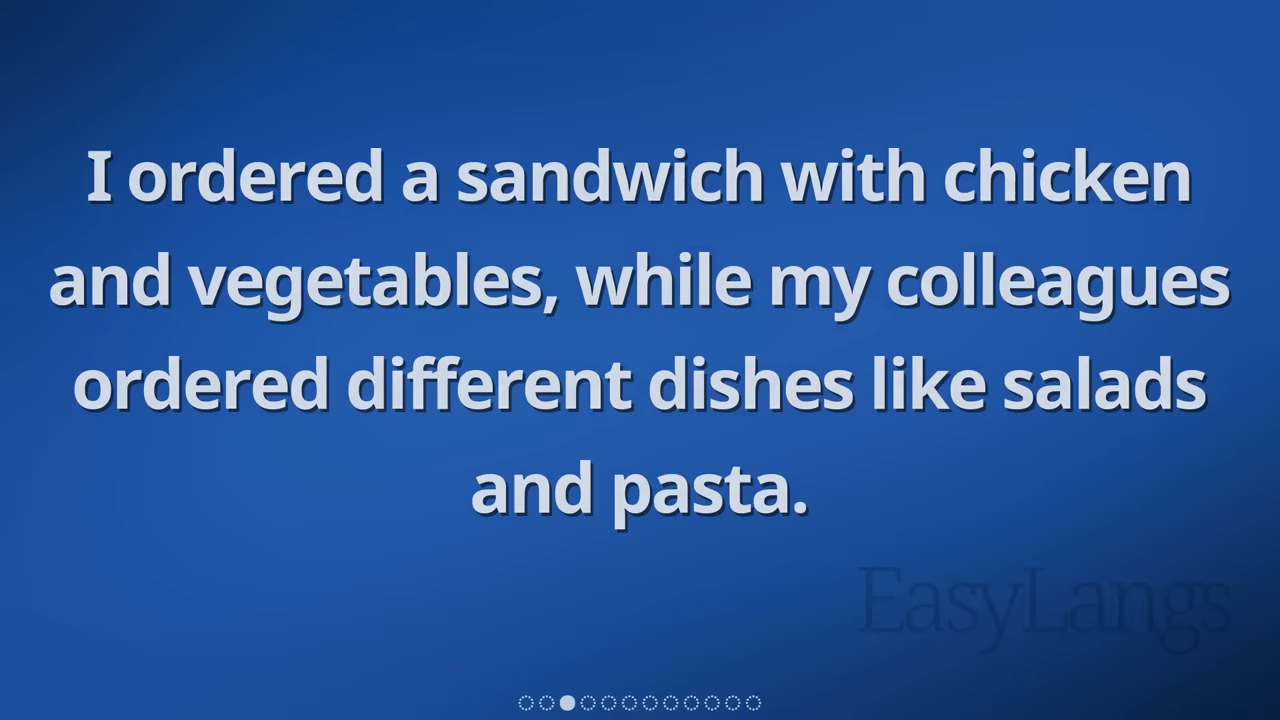 I ordered a sandwich with chicken
and vegetables, while my colleagues
ordered different dishes like salads
and pasta.
EasyLangs